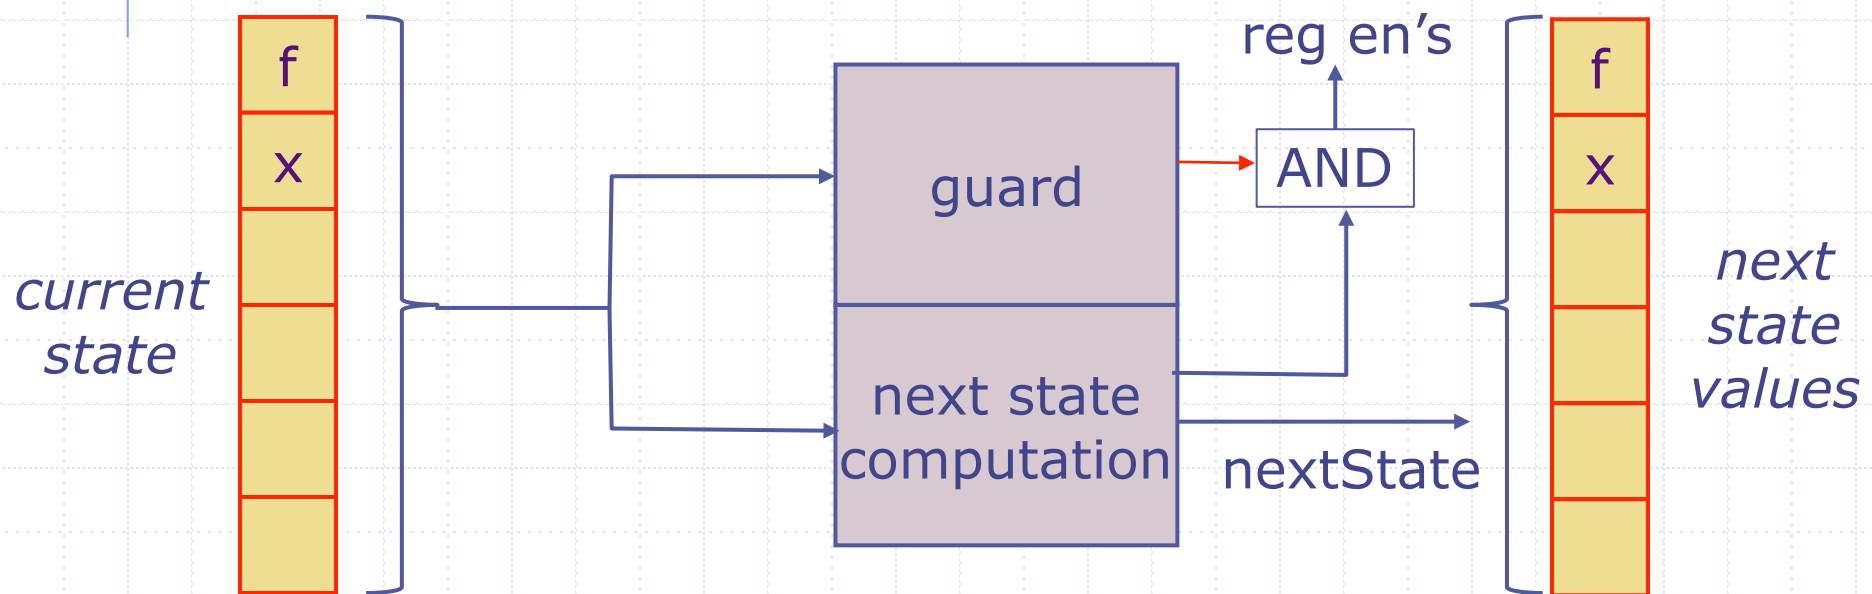 f
x
current
state
guard
next state
computation
reg en’s
AND
nextState
f
x
next
state
values